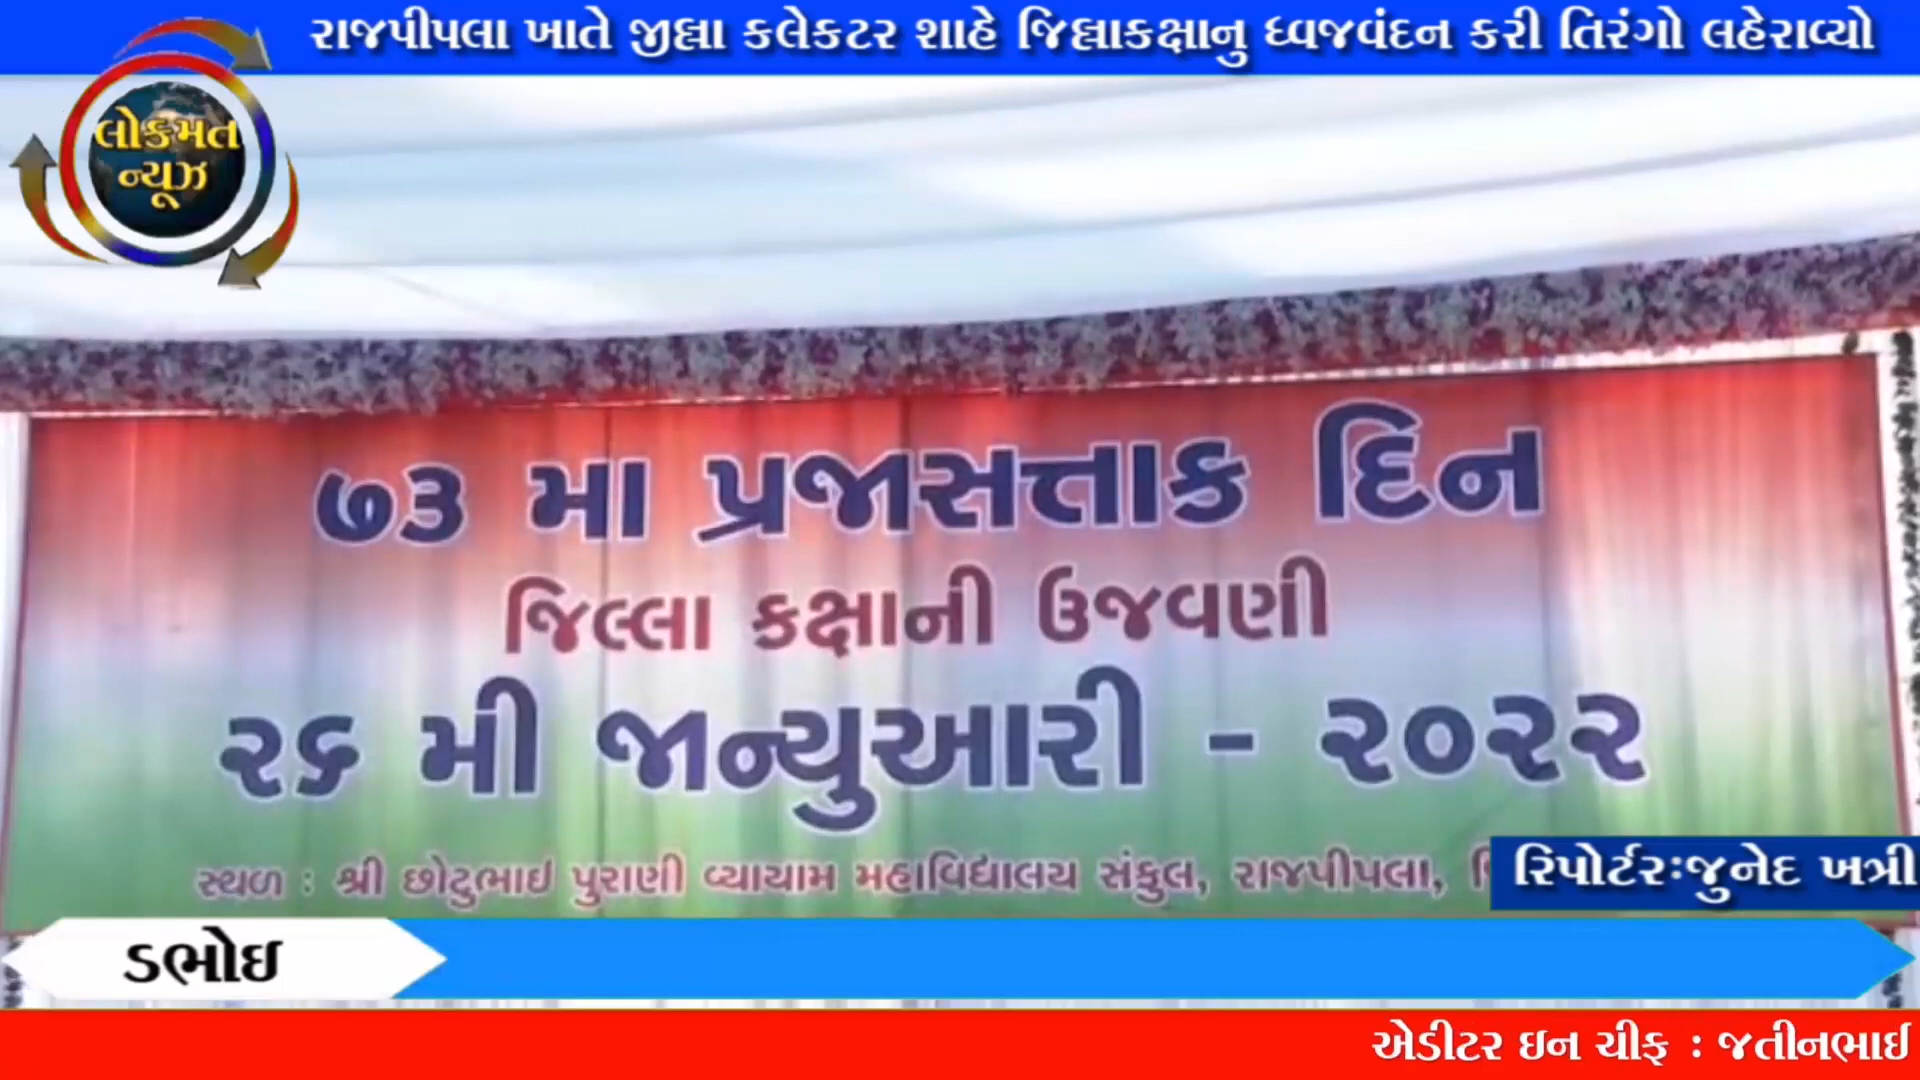 રાજપીપલા ખાતે જીલ્લા કલેકટર શાહે જિલ્લાકક્ષાનુ ધ્વજવંદન કરી તિરંગો લહેરાવ્યો
લોકમત
ન્યૂઝ
૭૩ મા પ્રજાસત્તાક દિન
જિલ્લા કક્ષાની ઉજવણી
૨૬ મી જાન્યુઆરી - ૨૦૨૨
સ્થળ : શ્રી છોટુભાઈ પુરાણી વ્યાયામ મહાવિદ્યાલય સંકુલ, રાજપીપલા,
રિપોર્ટરઃજુનેદ ખત્રી
ડભોઇ
એડીટર ઇન ચીફ : જતીનભાઈ